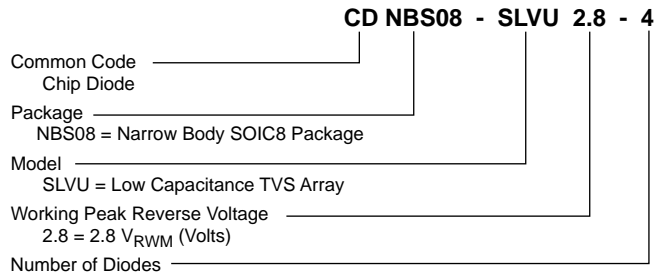 CD NBS08 - SLVU 2.8 - 4
Common Code
Chip Diode
Package
NBS08 = Narrow Body SOIC8 Package
Model
SLVU = Low Capacitance TVS Array
Working Peak Reverse Voltage
2.8 = 2.8 VRWM (Volts)
Number of Diodes